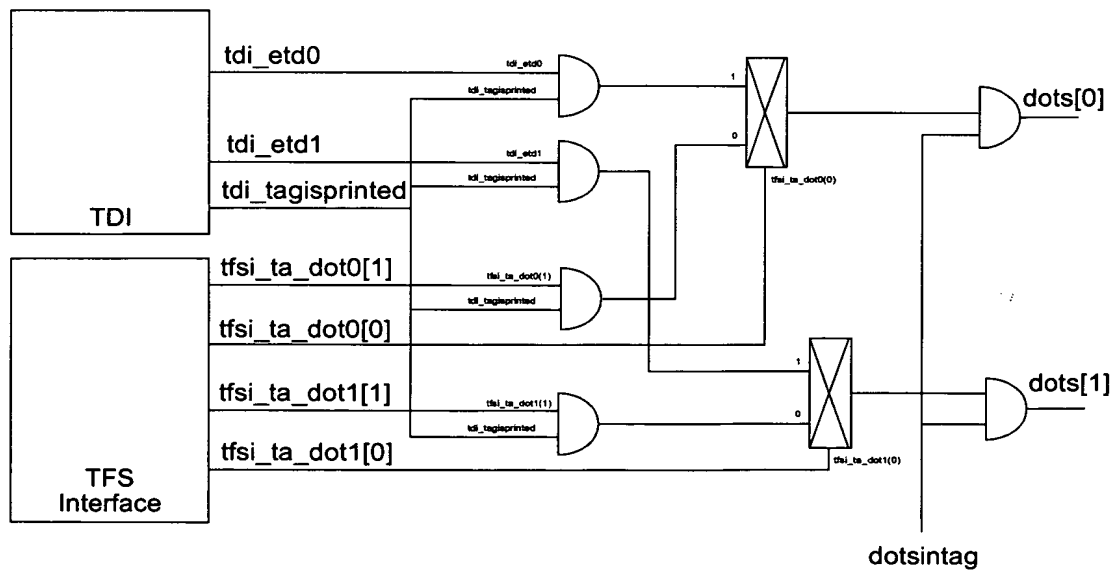 tdi_etd0
tdi_etd0
tdi_tagisprinted
1
dots[0]
tdi_etd1
tdi_etd1
tdi_tagisprinted
0
tfsi_ta_dot0(0)
tdi_tagisprinted
TDI
tfsi_ta_dot0[1]
tfsi_ta_dot0(1)
tdi_tagisprinted
tfsi_ta_dot0[0]
1
dots[1]
tfsi_ta_dot1[1]
tfsi_ta_dot1(1)
tdi_tagisprinted
0
tfsi_ta_dot1(0)
tfsi_ta_dot1[0]
TFS
Interface
dotsintag